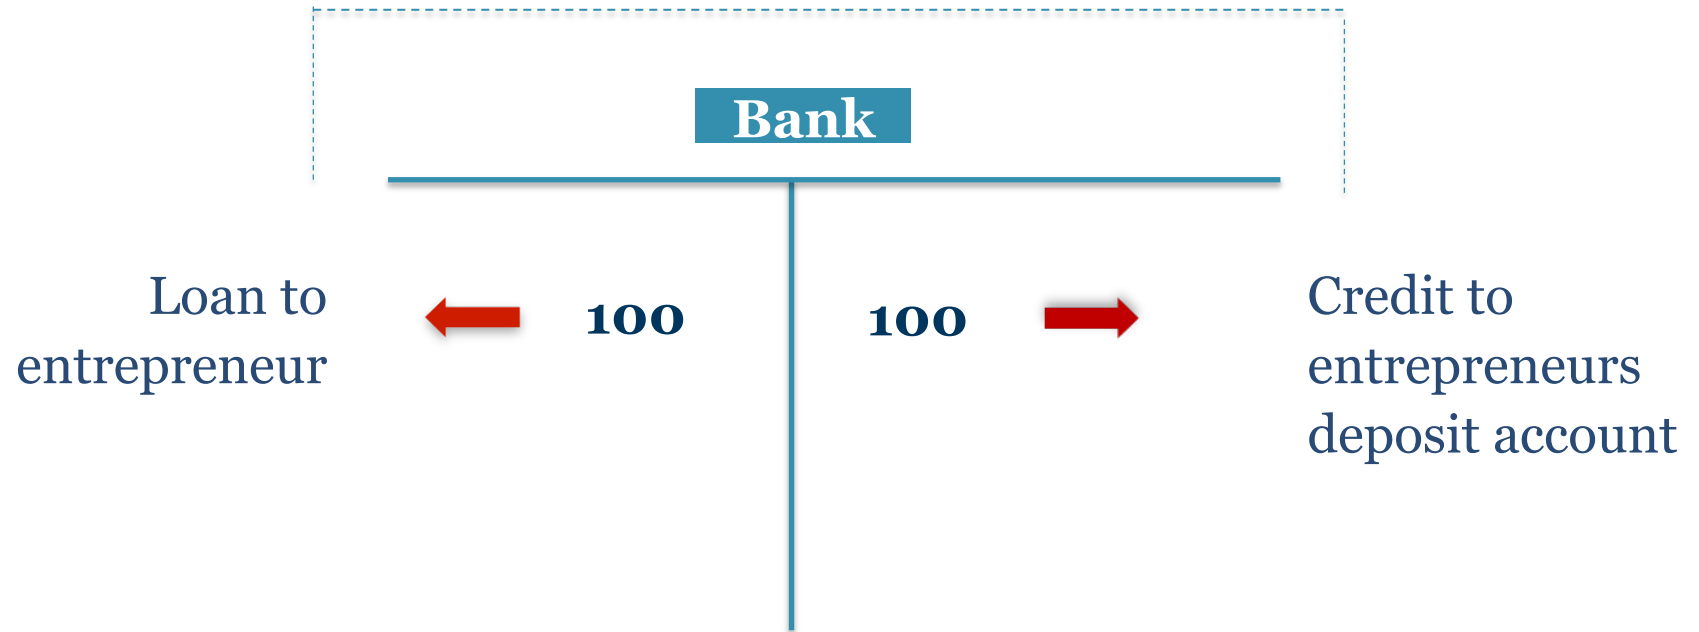 Bank
Loan to
entrepreneur
100
100
Credit to
entrepreneurs
deposit account